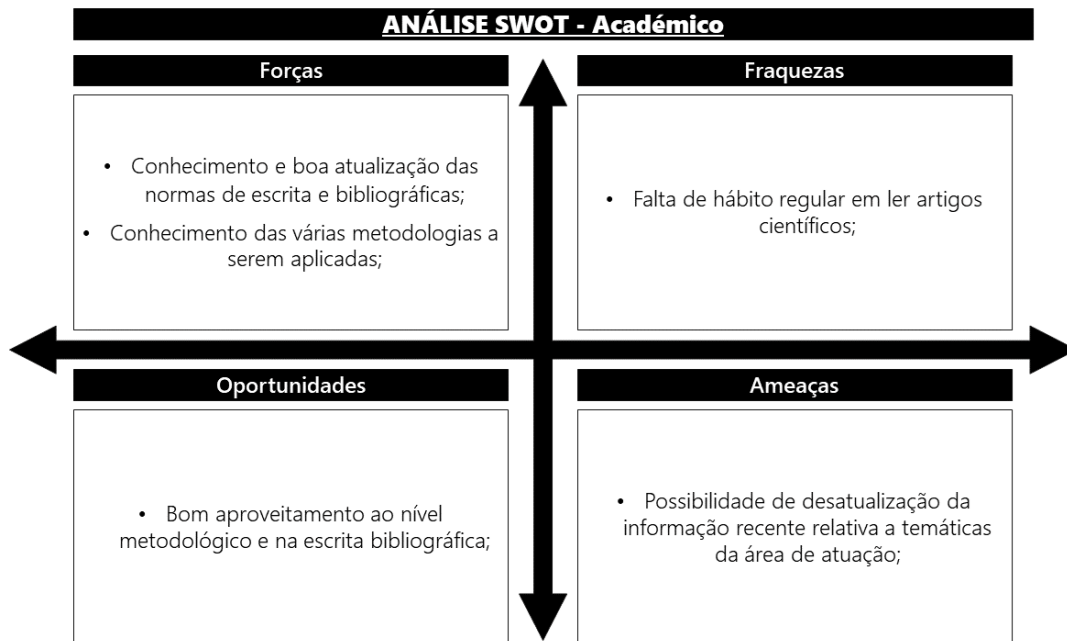 ANÁLISE SWOT - Académico
Forças
• Conhecimento e boa atualização das
normas de escrita e bibliográficas;
• Conhecimento das várias metodologias a
serem aplicadas;
Fraquezas
• Falta de hábito regular em ler artigos
científicos;
Oportunidades
• Bom aproveitamento ao nível
metodológico e na escrita bibliográfica;
Ameaças
• Possibilidade de desatualização da
informação recente relativa a temáticas
da área de atuação;